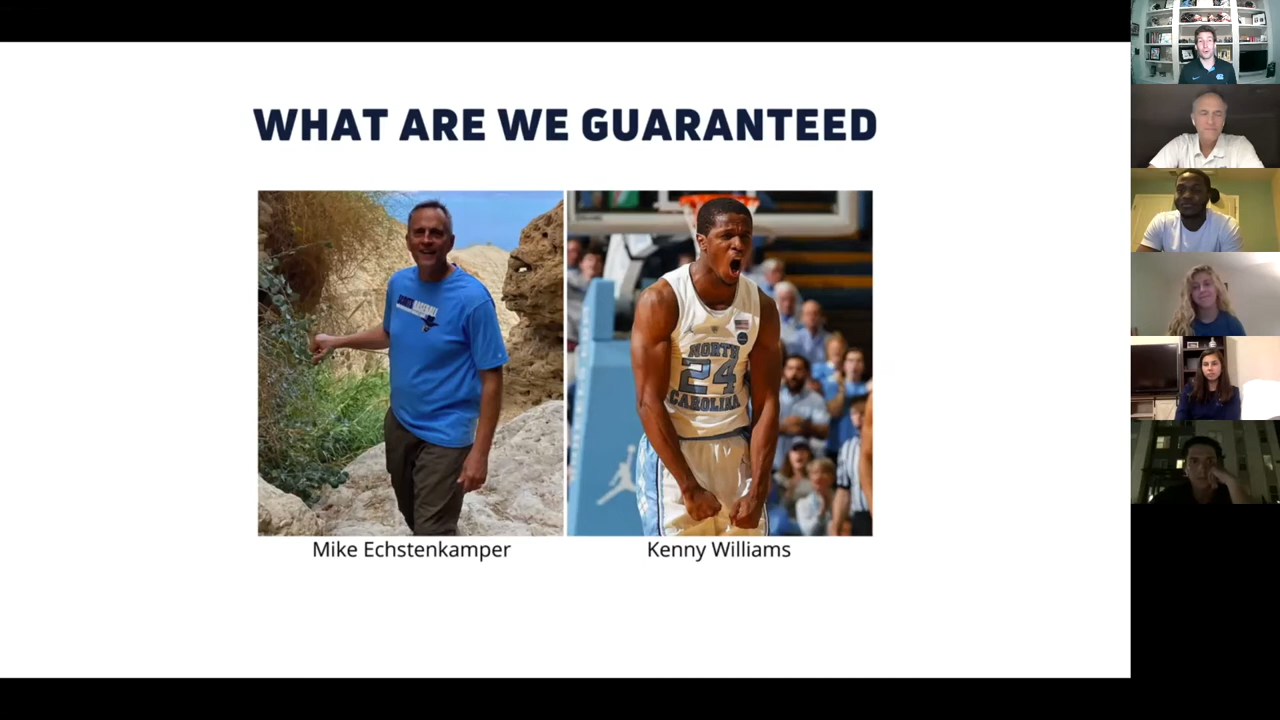 WHAT ARE WE GUARANTEED
NORTH
24
CAROLINA
Mike Echstenkamper
Kenny Williams